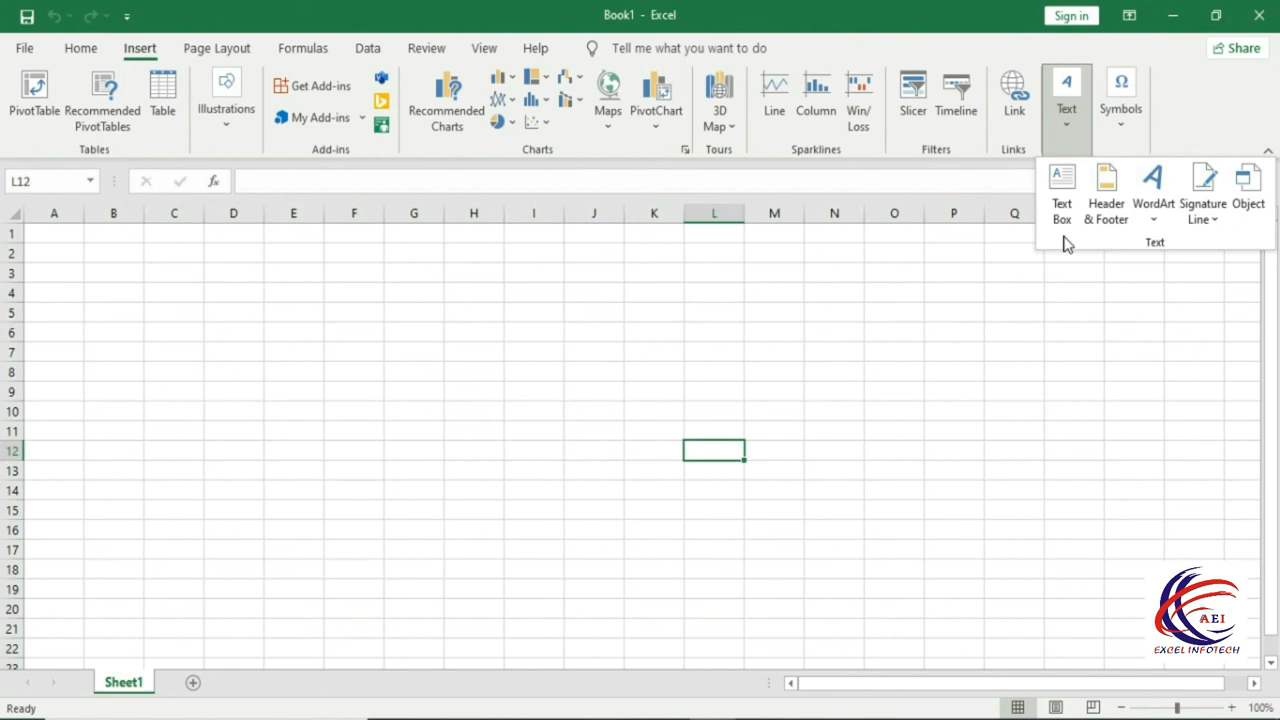 Book1 - Excel
Sign in
File Home Insert Page Layout Formulas Data Review View Help Tell me what you want to do Share
PivotTable
Recommended PivotTables
Table
Tables
Illustrations
Get Add-ins
My Add-ins
Add-ins
Recommended Charts
Maps
PivotChart
Charts
3D Map
Tours
Line
Column
Win/ Loss
Sparklines
Slicer
Timeline
Filters
Link
Links
Text
Symbols
Text Box
Header & Footer
WordArt
Signature Line
Object
Text
L12
fx
A B C D E F G H I J K L M N O P Q
1
2
3
4
5
6
7
8
9
10
11
12
13
14
15
16
17
18
19
20
21
22
23
AEI
EXCEL INFOTECH
Sheet1
Ready
100%